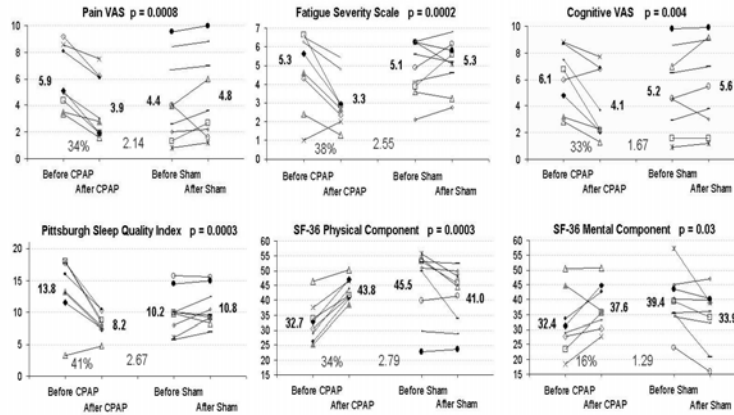 Pain VAS p = 0.0008
10
8
6
4
2
0
5.9
3.9
4.4
4.8
34%
2.14
Before CPAP
After CPAP
Before Sham
After Sham
Fatigue Severity Scale p = 0.0002
7
6
5
4
3
2
1
0
5.3
3.3
5.1
5.3
38%
2.55
Before CPAP
After CPAP
Before Sham
After Sham
Cognitive VAS p = 0.004
10
8
6
4
2
0
6.1
4.1
5.2
5.6
33%
1.67
Before CPAP
After CPAP
Before Sham
After Sham
Pittsburgh Sleep Quality Index p = 0.0003
20
15
10
5
0
13.8
8.2
10.2
10.8
41%
2.67
Before CPAP
After CPAP
Before Sham
After Sham
SF-36 Physical Component p = 0.0003
60
55
50
45
40
35
30
25
20
15
32.7
43.8
45.5
41.0
34%
2.79
Before CPAP
After CPAP
Before Sham
After Sham
SF-36 Mental Component p = 0.03
60
55
50
45
40
35
30
25
20
15
32.4
37.6
39.4
33.9
16%
1.29
Before CPAP
After CPAP
Before Sham
After Sham